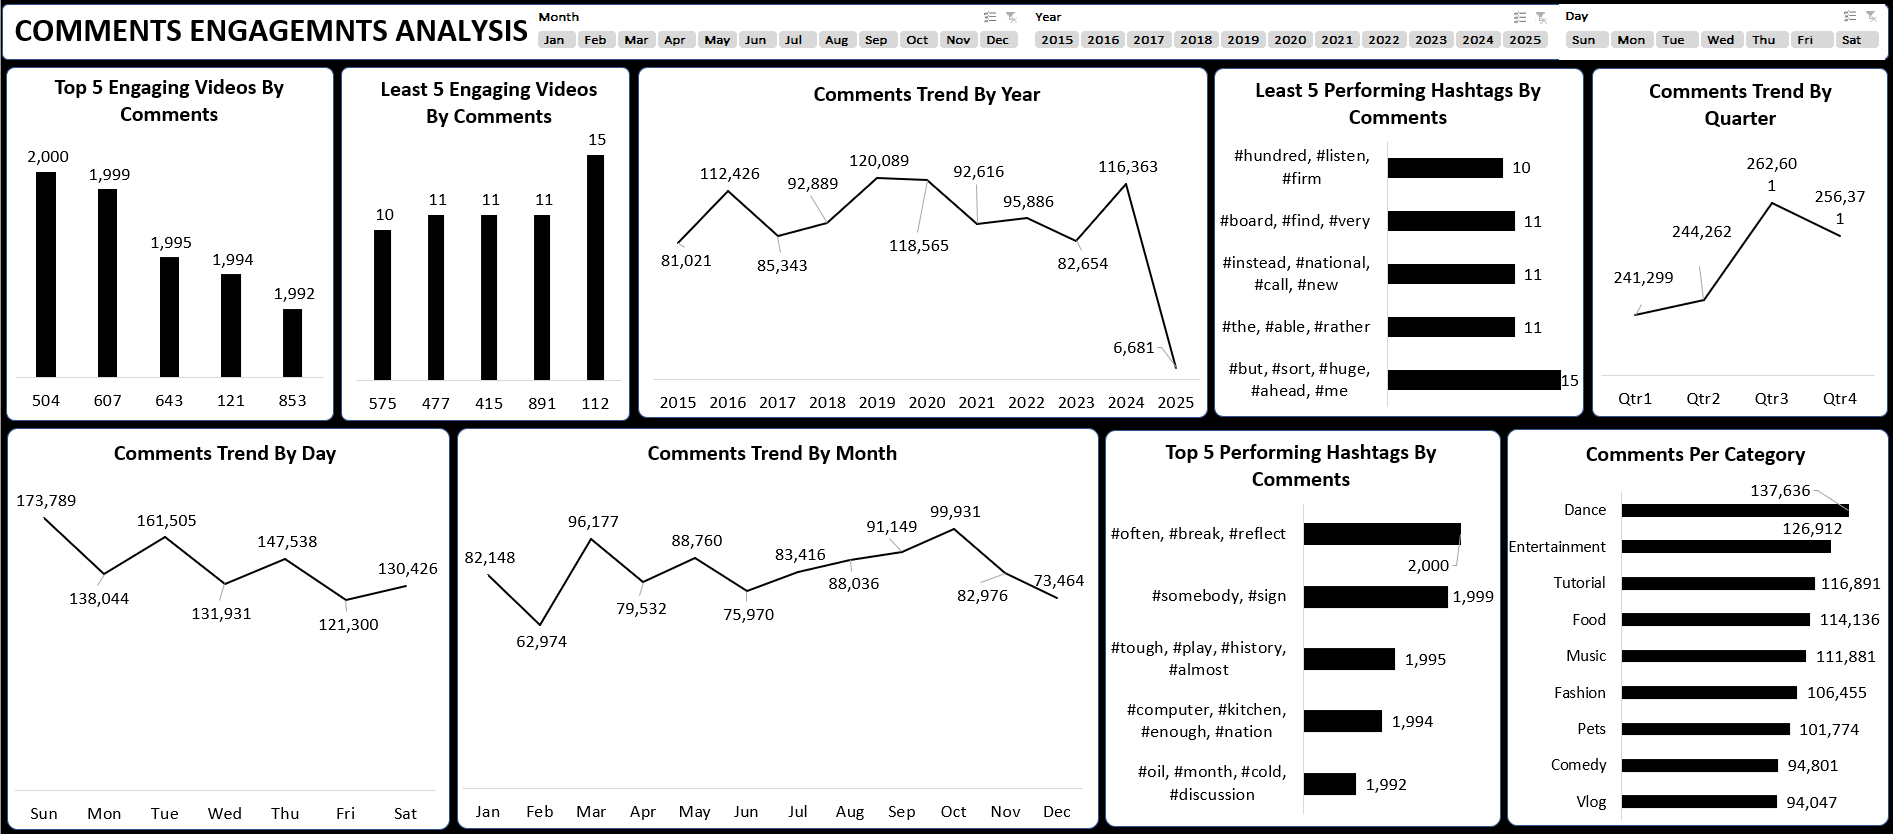 COMMENTS ENGAGEMNTS ANALYSIS
Month
Jan Feb Mar Apr May Jun Jul Aug Sep Oct Nov Dec
Year
2015 2016 2017 2018 2019 2020 2021 2022 2023 2024 2025
Day
Sun Mon Tue Wed Thu Fri Sat
Top 5 Engaging Videos By
Comments
2,000
1,999
1,995
1,994
1,992
504 607 643 121 853
Least 5 Engaging Videos
By Comments
10
11
11
11
15
575 477 415 891 112
Comments Trend By Year
81,021
112,426
85,343
92,889
120,089
118,565
92,616
95,886
82,654
116,363
6,681
2015 2016 2017 2018 2019 2020 2021 2022 2023 2024 2025
Least 5 Performing Hashtags By
Comments
#hundred, #listen,
#firm
10
#board, #find, #very
11
#instead, #national,
#call, #new
11
#the, #able, #rather
11
#but, #sort, #huge,
#ahead, #me
15
Comments Trend By
Quarter
241,299
244,262
262,60
1
256,37
1
Qtr1 Qtr2 Qtr3 Qtr4
Comments Trend By Day
173,789
138,044
161,505
131,931
147,538
121,300
130,426
Sun Mon Tue Wed Thu Fri Sat
Comments Trend By Month
82,148
62,974
96,177
79,532
88,760
75,970
83,416
88,036
91,149
99,931
82,976
73,464
Jan Feb Mar Apr May Jun Jul Aug Sep Oct Nov Dec
Top 5 Performing Hashtags By
Comments
#often, #break, #reflect
2,000
#somebody, #sign
1,999
#tough, #play, #history,
#almost
1,995
#computer, #kitchen,
#enough, #nation
1,994
#oil, #month, #cold,
#discussion
1,992
Comments Per Category
Dance 137,636
Entertainment 126,912
Tutorial 116,891
Food 114,136
Music 111,881
Fashion 106,455
Pets 101,774
Comedy 94,801
Vlog 94,047